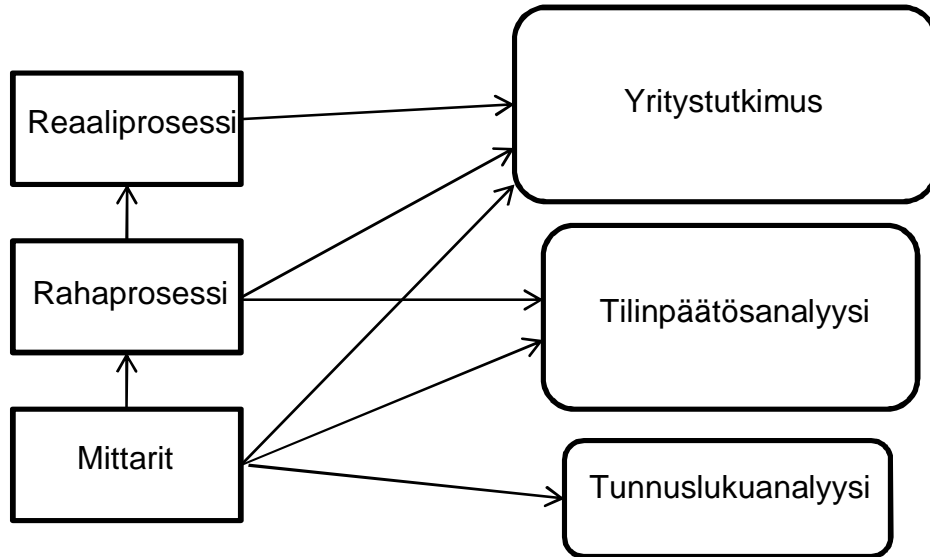 Yritystutkimus
Reaaliprosessi
Rahaprosessi
Tilinpäätösanalyysi
Mittarit
Tunnuslukuanalyysi